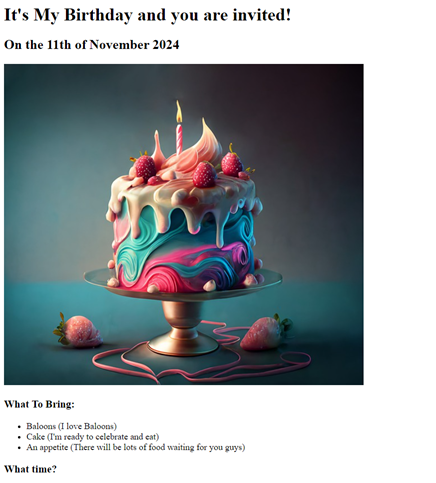 It's My Birthday and you are invited!
On the 11th of November 2024
What To Bring:
Baloons (I love Baloons)
Cake (I'm ready to celebrate and eat)
An appetite (There will be lots of food waiting for you guys)
What time?